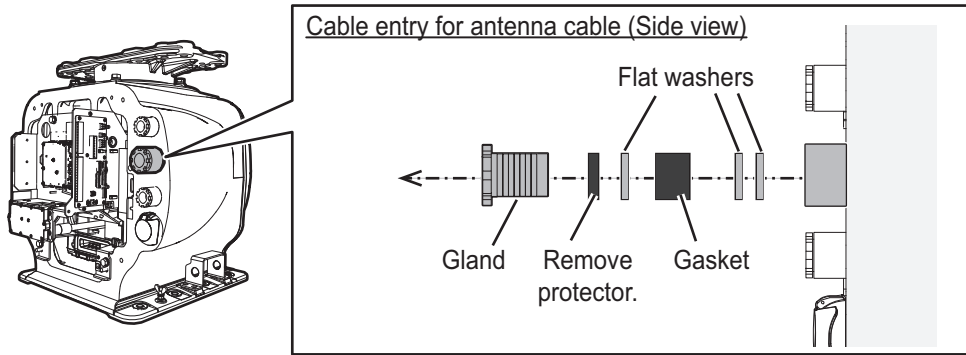 Cable entry for antenna cable (Side view)
Flat washers
Gland
Remove
protector.
Gasket